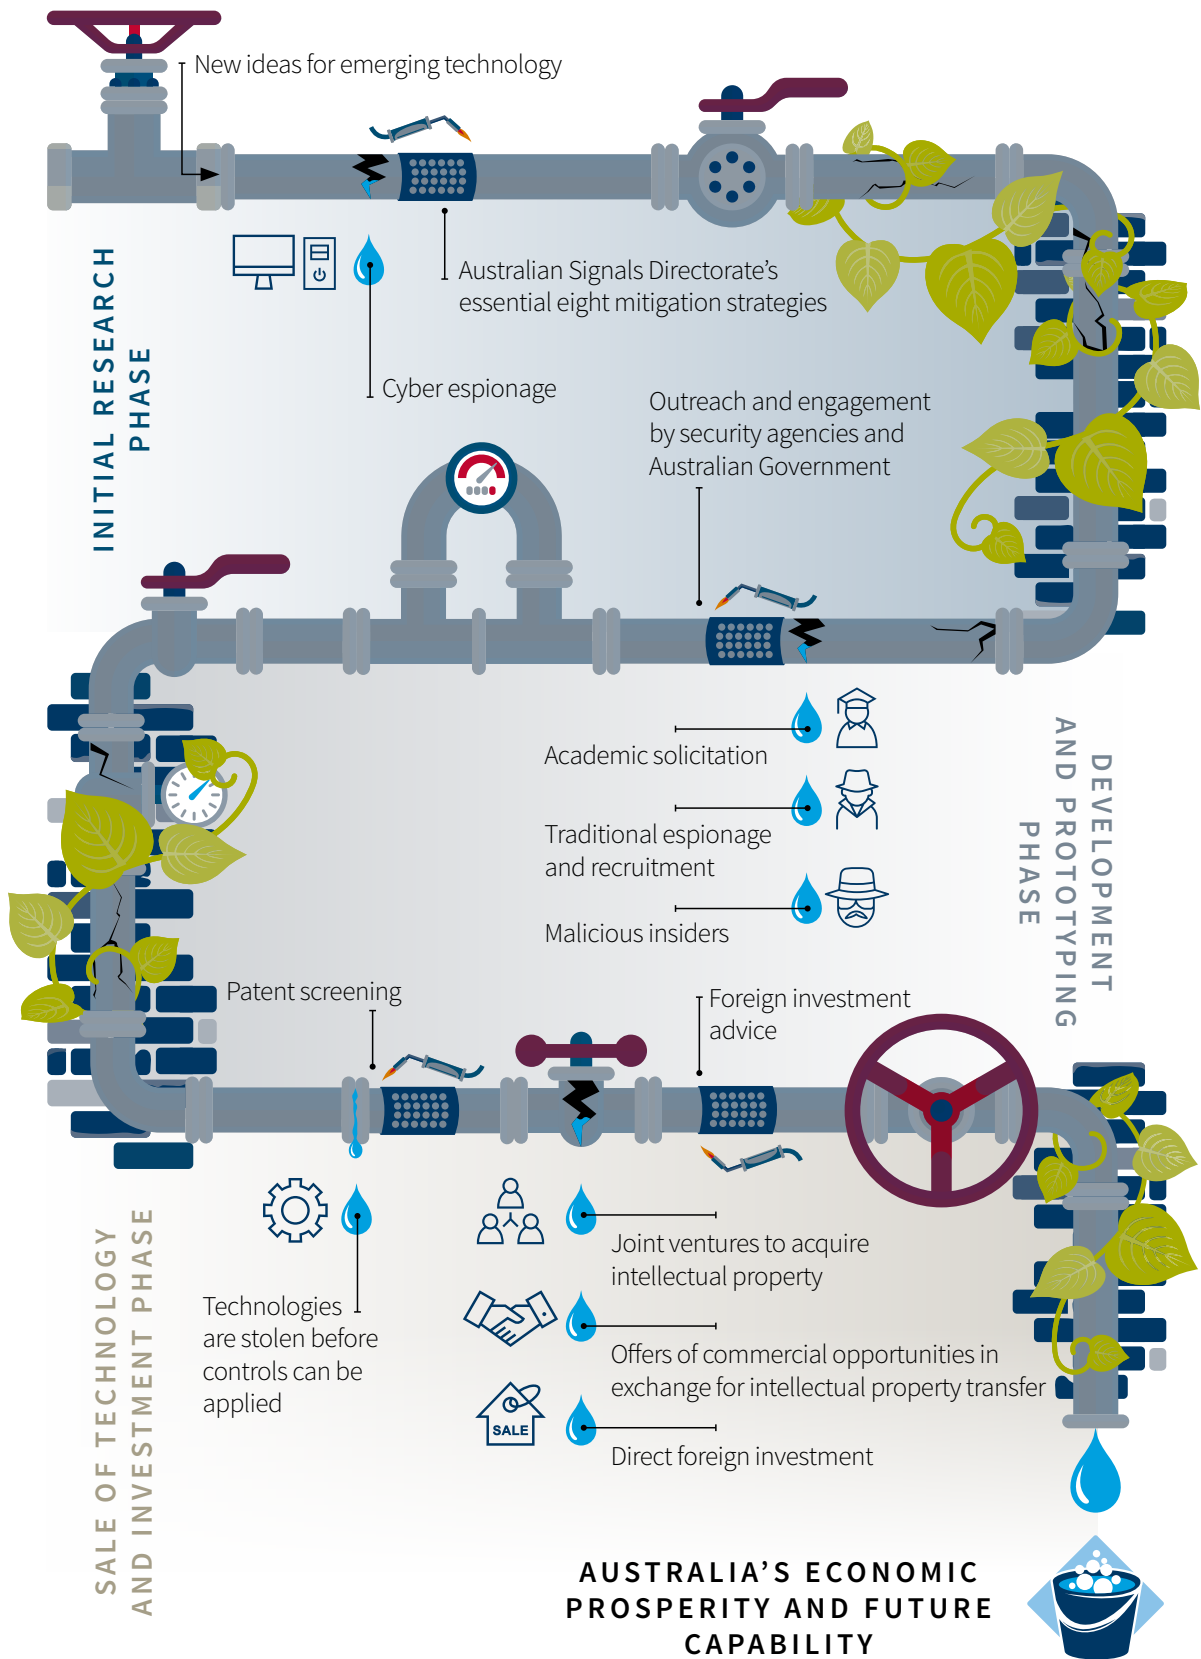 New ideas for emerging technology
Australian Signals Directorate’s
essential eight mitigation strategies
Cyber espionage
INITIAL RESEARCH
PHASE
Outreach and engagement
by security agencies and
Australian Government
Academic solicitation
Traditional espionage
and recruitment
Malicious insiders
DEVELOPMENT
AND PROTOTYPING
PHASE
Patent screening
Foreign investment
advice
Technologies
are stolen before
controls can be
applied
Joint ventures to acquire
intellectual property
Offers of commercial opportunities in
exchange for intellectual property transfer
SALE
Direct foreign investment
SALE OF TECHNOLOGY
AND INVESTMENT PHASE
AUSTRALIA’S ECONOMIC
PROSPERITY AND FUTURE
CAPABILITY